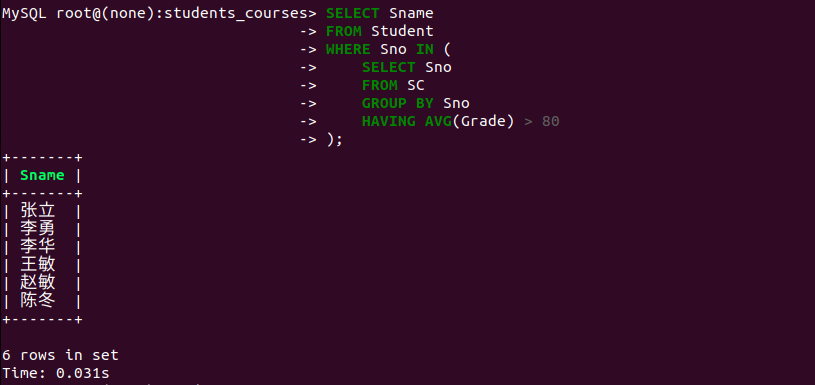 MySQL root@(none):students_courses> SELECT Sname
-> FROM Student
-> WHERE Sno IN (
->     SELECT Sno
->     FROM SC
->     GROUP BY Sno
->     HAVING AVG(Grade) > 80
-> );
+-------+
| Sname |
+-------+
| 张立  |
| 李勇  |
| 李华  |
| 王敏  |
| 赵敏  |
| 陈冬  |
+-------+
6 rows in set
Time: 0.031s